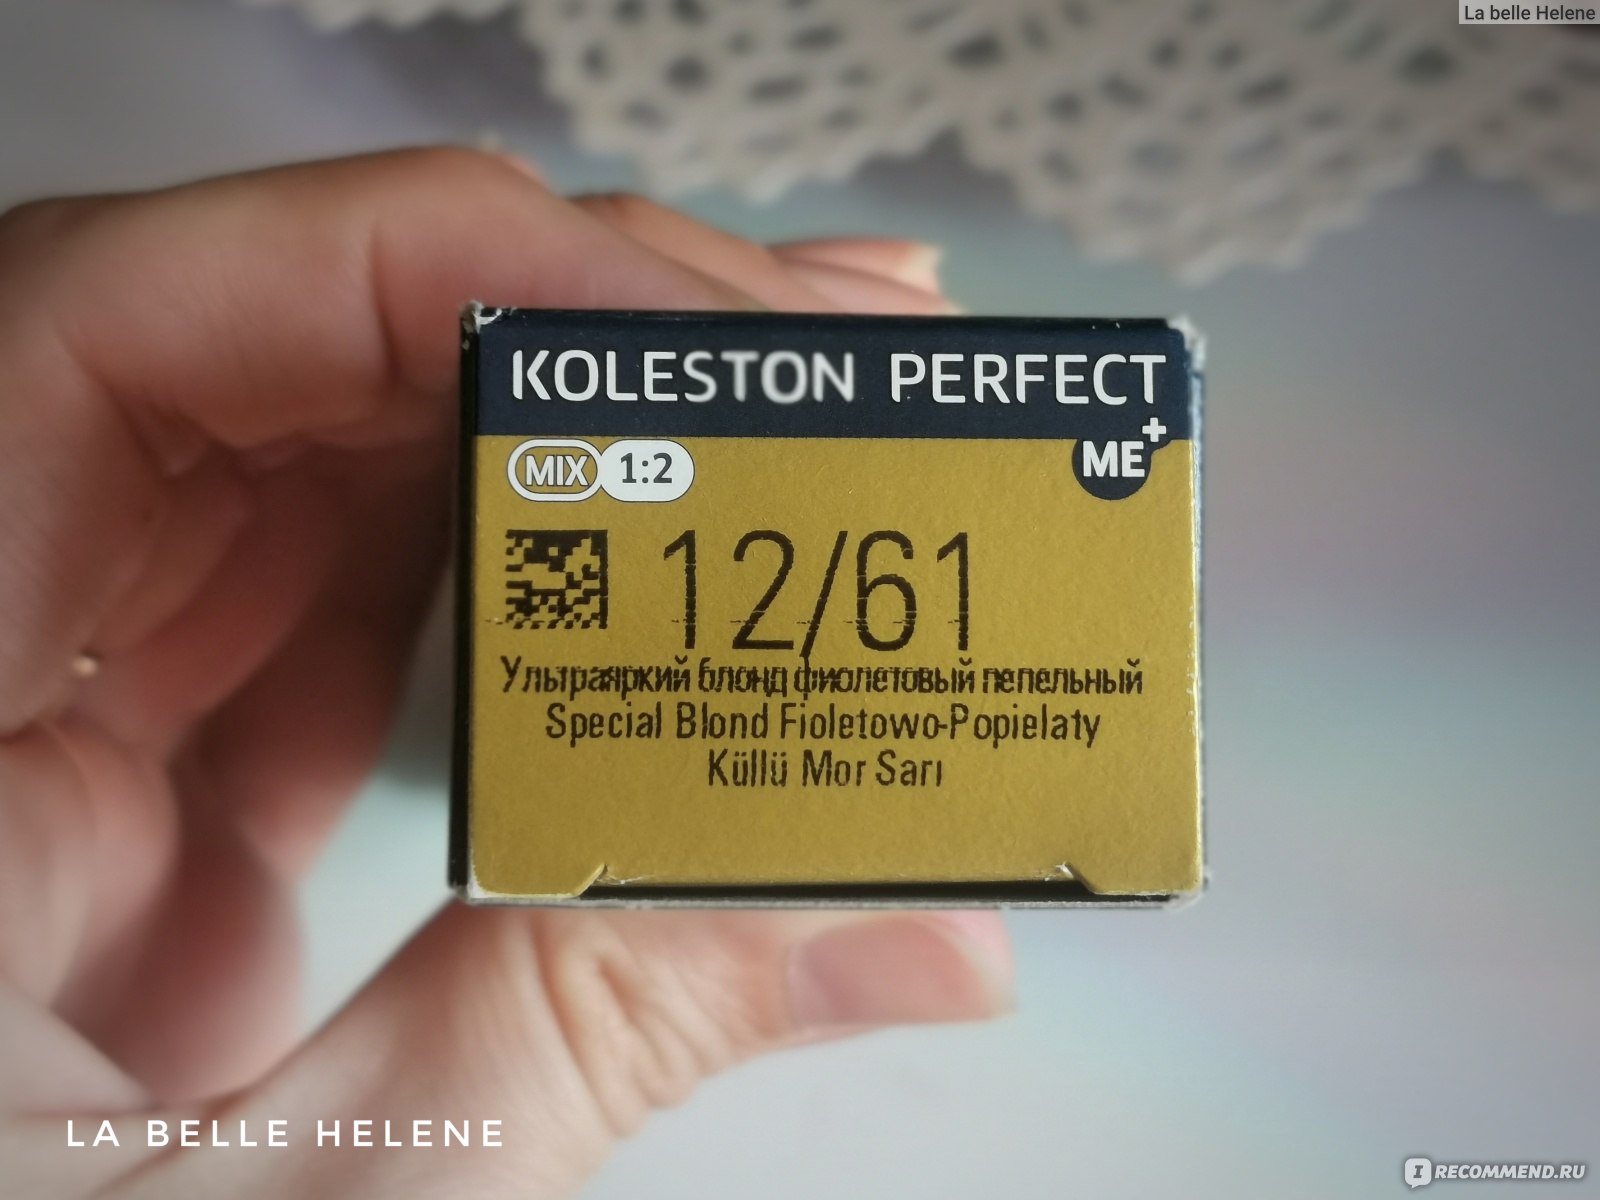 La belle Helene
KOLESTON PERFECT
ME+
MIX 1:2
12/61
Ультраяркий блонд фиолетовый пепельный
Special Blond Fioletowo-Popielaty
Küllü Mor Sarı
LA BELLE HELENE
IRECOMMEND.RU